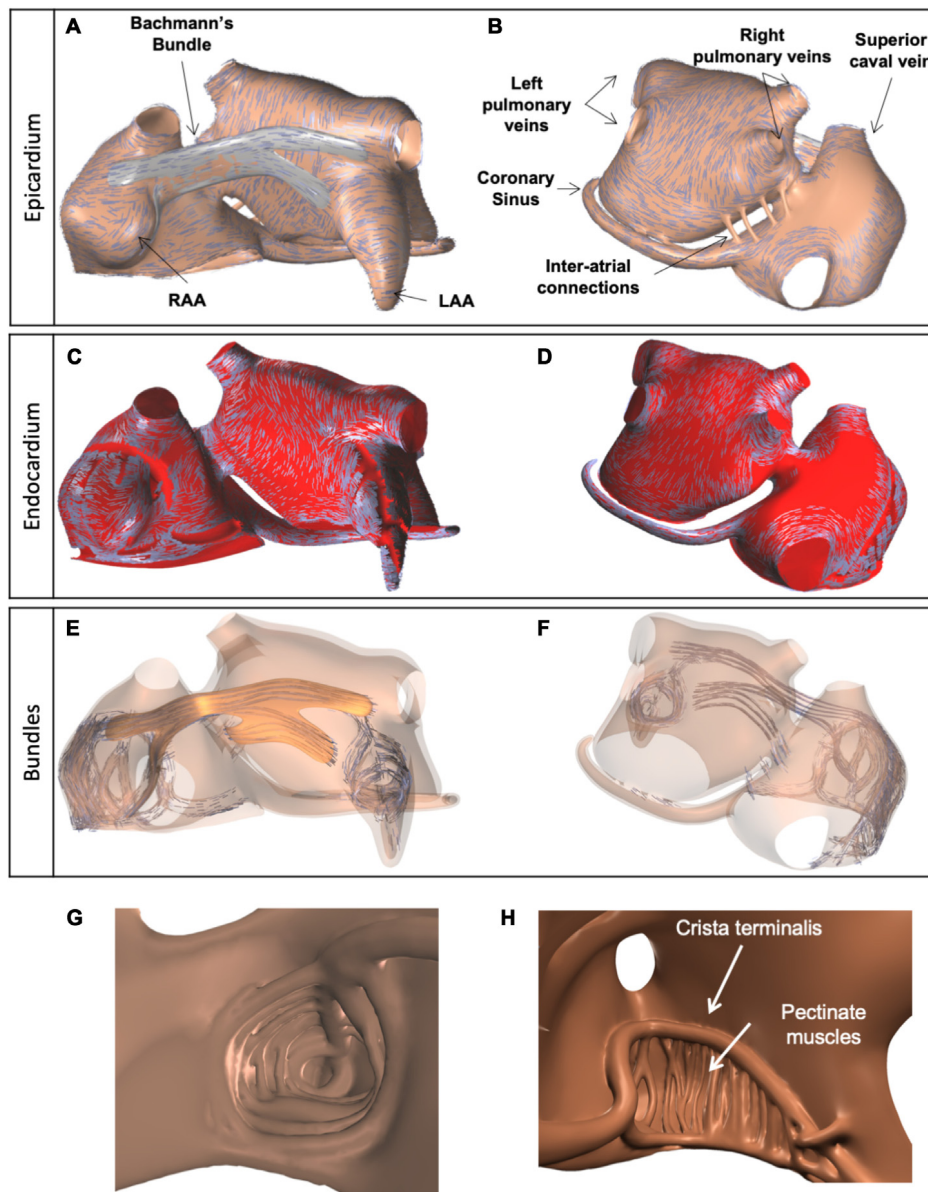 A
Bachmann's
Bundle
RAA
LAA
Epicardium
B
Left
pulmonary
veins
Right
pulmonary veins
Superior
caval vein
Coronary
Sinus
Inter-atrial
connections
C
D
Endocardium
E
F
Bundles
G
H
Crista terminalis
Pectinate
muscles